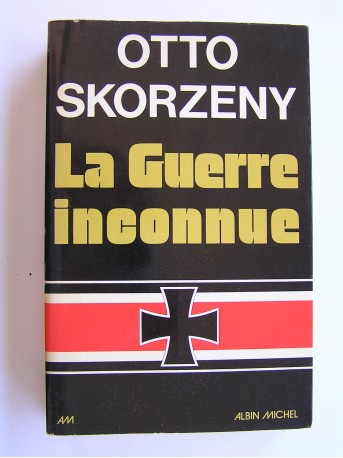 OTTO
SKORZENY
La Guerre
inconnue
AM
ALBIN MICHEL